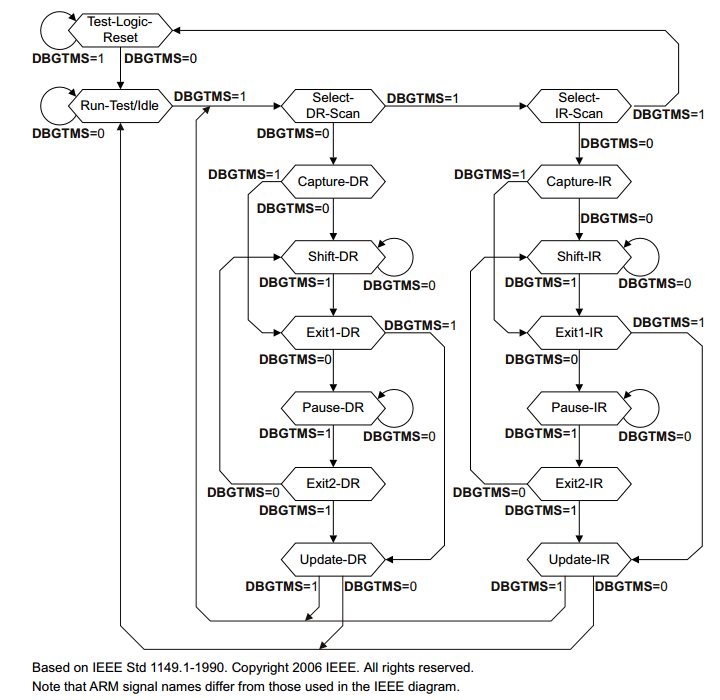 Test-Logic-
Reset
DBGTMS=1
DBGTMS=0
Run-Test/Idle
DBGTMS=1
DBGTMS=0
Select-
DR-Scan
DBGTMS=1
DBGTMS=0
Select-
IR-Scan
DBGTMS=1
DBGTMS=0
DBGTMS=1
Capture-DR
DBGTMS=0
DBGTMS=1
Capture-IR
DBGTMS=0
Shift-DR
DBGTMS=1
DBGTMS=0
Shift-IR
DBGTMS=1
DBGTMS=0
Exit1-DR
DBGTMS=1
DBGTMS=0
Exit1-IR
DBGTMS=1
DBGTMS=0
Pause-DR
DBGTMS=1
DBGTMS=0
Pause-IR
DBGTMS=1
DBGTMS=0
Exit2-DR
DBGTMS=0
DBGTMS=1
Exit2-IR
DBGTMS=0
DBGTMS=1
Update-DR
DBGTMS=1
DBGTMS=0
Update-IR
DBGTMS=1
DBGTMS=0
Based on IEEE Std 1149.1-1990. Copyright 2006 IEEE. All rights reserved.
Note that ARM signal names differ from those used in the IEEE diagram.